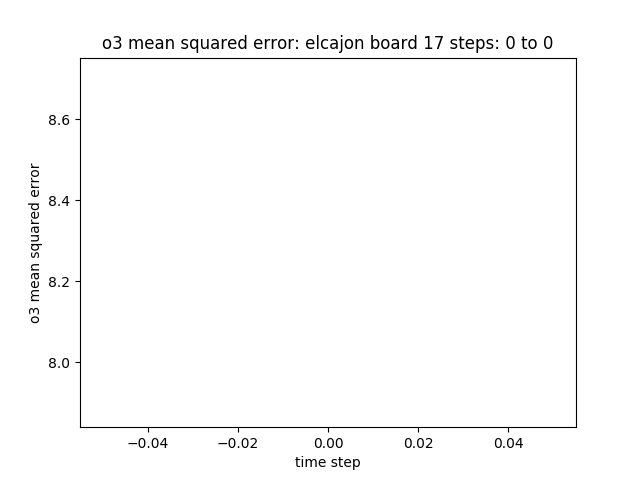 o3 mean squared error: elcajon board 17 steps: 0 to 0
8.6
8.4
8.2
8.0
o3 mean squared error
−0.04 −0.02 0.00 0.02 0.04
time step